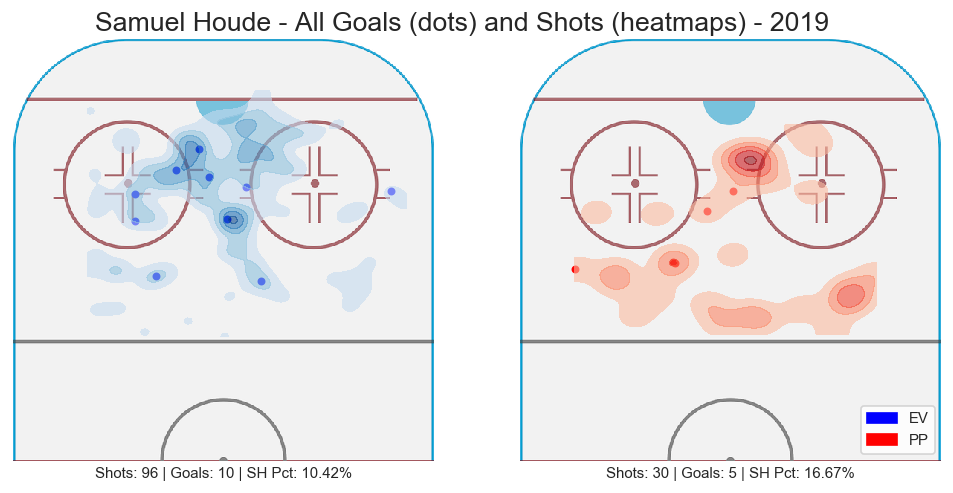 Samuel Houde - All Goals (dots) and Shots (heatmaps) - 2019
EV
PP
Shots: 96 | Goals: 10 | SH Pct: 10.42%
Shots: 30 | Goals: 5 | SH Pct: 16.67%